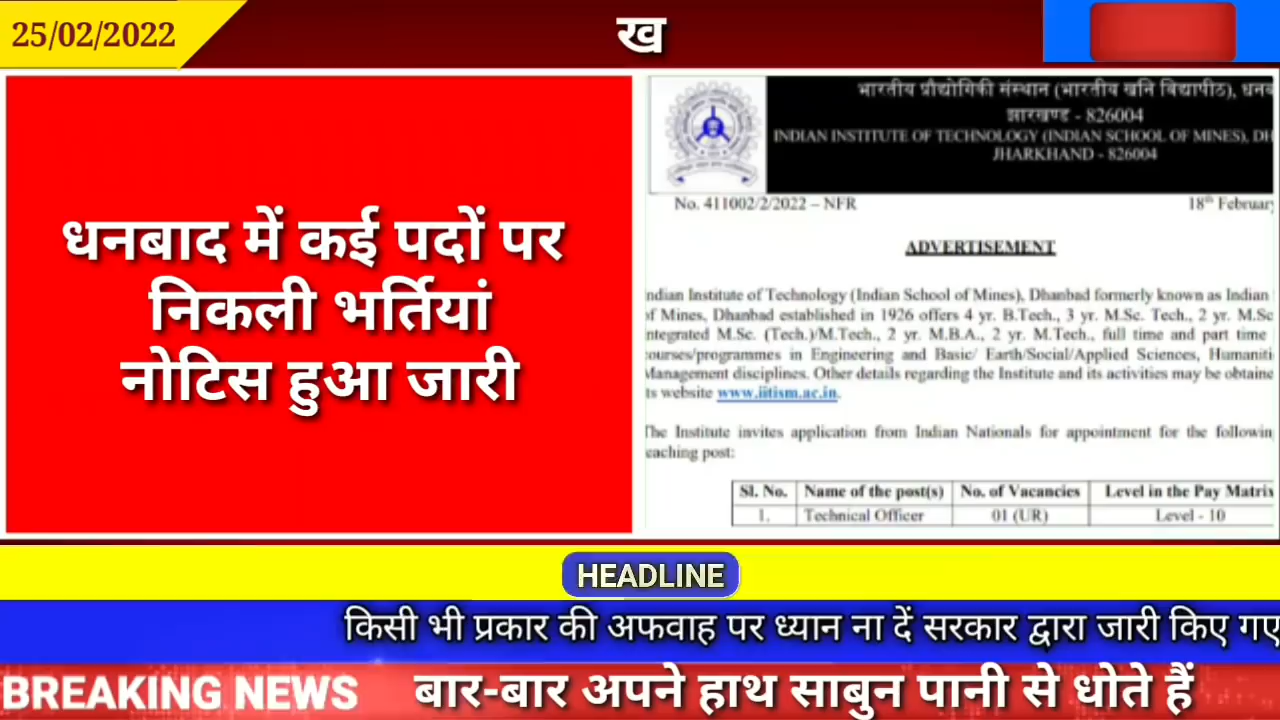 25/02/2022
ख
धनबाद में कई पदों पर
निकली भर्तियां
नोटिस हुआ जारी
भारतीय प्रौद्योगिकी संस्थान (भारतीय खनि विद्यापीठ), धनब
झारखण्ड - 826004
INDIAN INSTITUTE OF TECHNOLOGY (INDIAN SCHOOL OF MINES), DH
JHARKHAND - 826004
No. 411002/2/2022 – NFR 18th Februar
ADVERTISEMENT
ndian Institute of Technology (Indian School of Mines), Dhanbad formerly known as Indian
of Mines, Dhanbad established in 1926 offers 4 yr. B.Tech., 3 yr. M.Sc. Tech., 2 yr. M.Sc
ntegrated M.Sc. (Tech.)/M.Tech., 2 yr. M.B.A., 2 yr. M.Tech., full time and part time
ourses/programmes in Engineering and Basic/ Earth/Social/Applied Sciences, Humaniti
Management disciplines. Other details regarding the Institute and its activities may be obtaine
ts website www.iitism.ac.in.
The Institute invites application from Indian Nationals for appointment for the followin
eaching post:
Sl. No. Name of the post(s) No. of Vacancies Level in the Pay Matrix
1. Technical Officer 01 (UR) Level - 10
HEADLINE
किसी भी प्रकार की अफवाह पर ध्यान ना दें सरकार द्वारा जारी किए गए
BREAKING NEWS बार-बार अपने हाथ साबुन पानी से धोते हैं